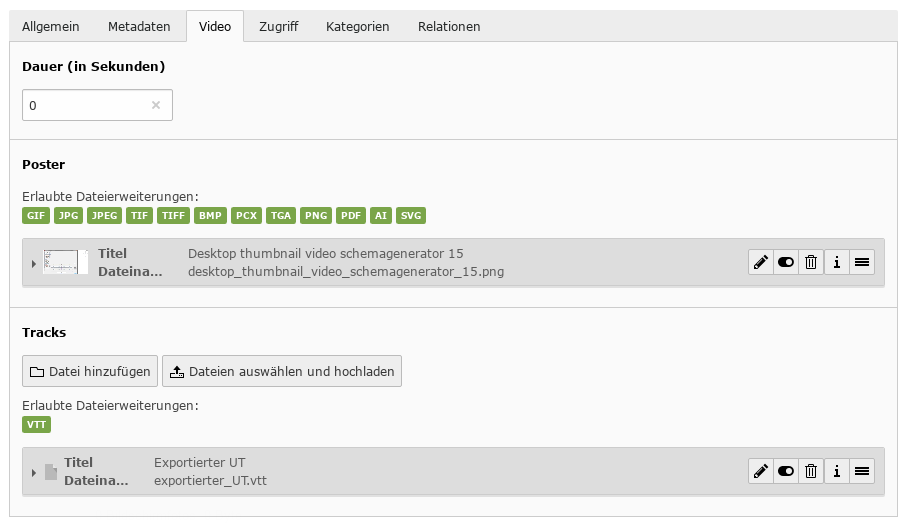 Allgemein Metadaten Video Zugriff Kategorien Relationen
Dauer (in Sekunden)
0
Poster
Erlaubte Dateierweiterungen:
GIF JPG JPEG TIF TIFF BMP PCX TGA PNG PDF AI SVG
Titel Desktop thumbnail video schemagenerator 15
Dateina... desktop_thumbnail_video_schemagenerator_15.png
Tracks
Datei hinzufügen Dateien auswählen und hochladen
Erlaubte Dateierweiterungen:
VTT
Titel Exportierter UT
Dateina... exportierter_UT.vtt